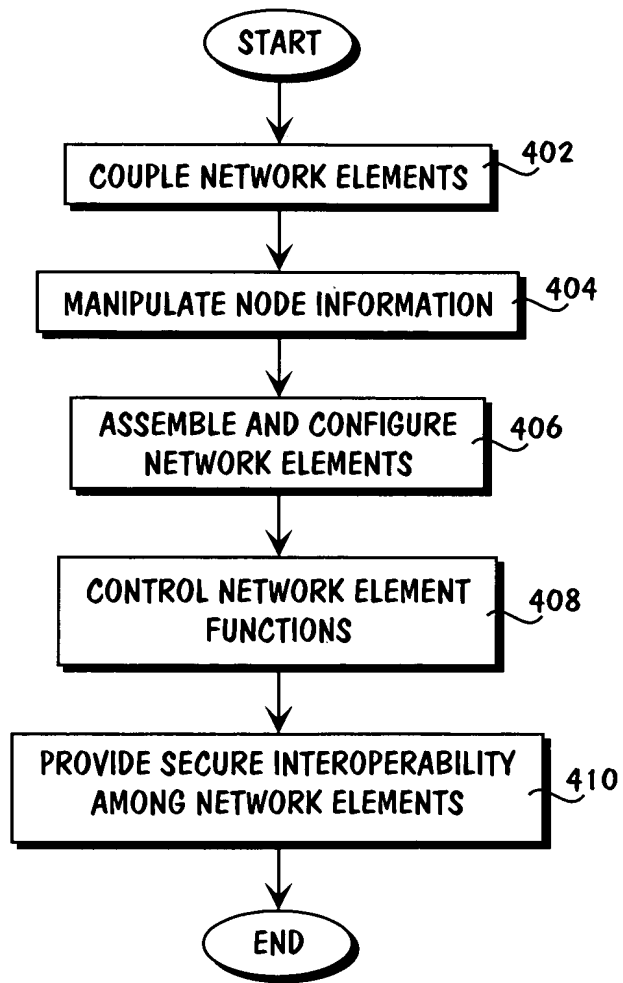 START
COUPLE NETWORK ELEMENTS
402
MANIPULATE NODE INFORMATION
404
ASSEMBLE AND CONFIGURE
NETWORK ELEMENTS
406
CONTROL NETWORK ELEMENT
FUNCTIONS
408
PROVIDE SECURE INTEROPERABILITY
AMONG NETWORK ELEMENTS
410
END